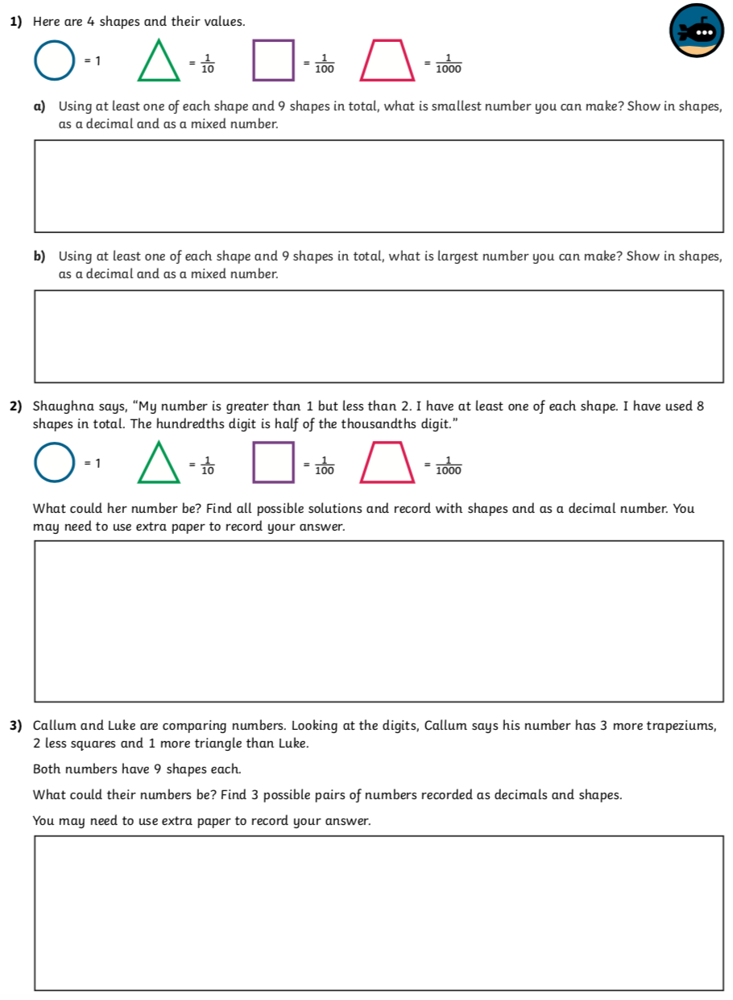 1) Here are 4 shapes and their values.
= 1 = 1/10 = 1/100 = 1/1000
a) Using at least one of each shape and 9 shapes in total, what is smallest number you can make? Show in shapes,
as a decimal and as a mixed number.
b) Using at least one of each shape and 9 shapes in total, what is largest number you can make? Show in shapes,
as a decimal and as a mixed number.
2) Shaughna says, “My number is greater than 1 but less than 2. I have at least one of each shape. I have used 8
shapes in total. The hundredths digit is half of the thousandths digit.”
= 1 = 1/10 = 1/100 = 1/1000
What could her number be? Find all possible solutions and record with shapes and as a decimal number. You
may need to use extra paper to record your answer.
3) Callum and Luke are comparing numbers. Looking at the digits, Callum says his number has 3 more trapeziums,
2 less squares and 1 more triangle than Luke.
Both numbers have 9 shapes each.
What could their numbers be? Find 3 possible pairs of numbers recorded as decimals and shapes.
You may need to use extra paper to record your answer.